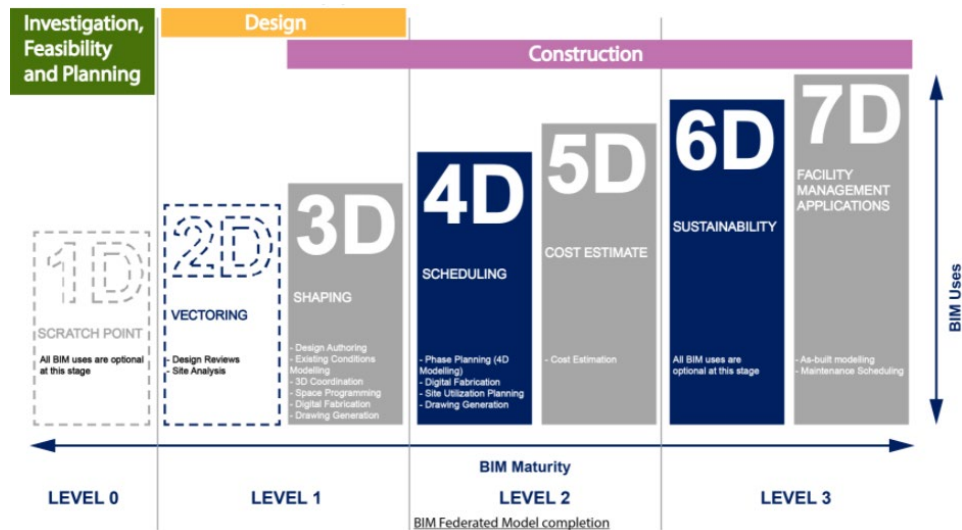 Investigation,
Feasibility
and Planning
Design
Construction
1D
SCRATCH POINT
All BIM uses are optional
at this stage
2D
VECTORING
- Design Reviews
- Site Analysis
3D
SHAPING
- Design Authoring
- Existing Conditions
Modelling
- 3D Coordination
- Space Programming
- Digital Fabrication
- Drawing Generation
4D
SCHEDULING
- Phase Planning (4D
Modelling)
- Digital Fabrication
- Site Utilization Planning
- Drawing Generation
5D
COST ESTIMATE
- Cost Estimation
6D
SUSTAINABILITY
All BIM uses are
optional at this stage
7D
FACILITY
MANAGEMENT
APPLICATIONS
- As-built modelling
- Maintenance Scheduling
BIM Uses
BIM Maturity
LEVEL 0
LEVEL 1
LEVEL 2
LEVEL 3
BIM Federated Model completion